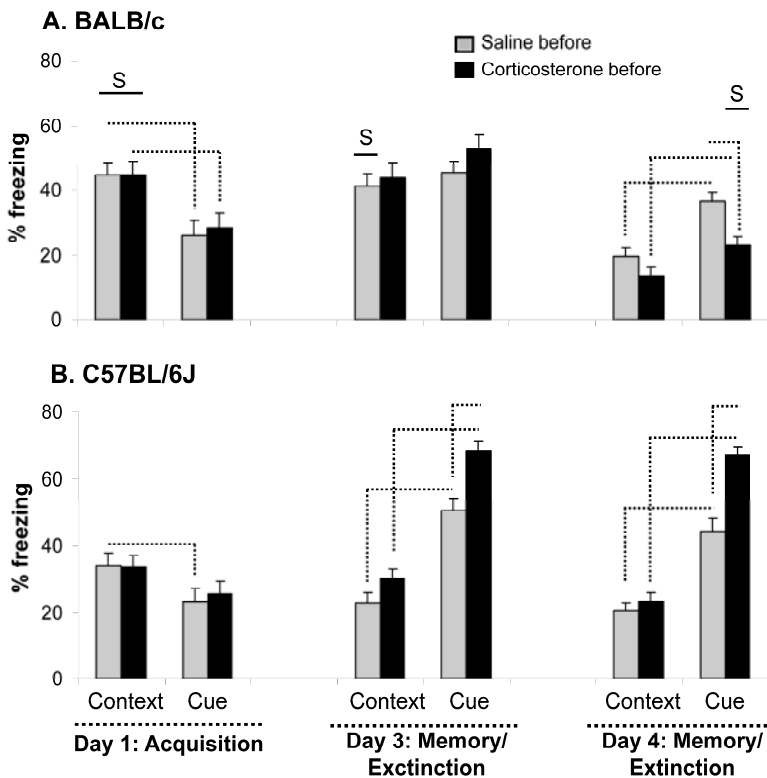 A. BALB/c
Saline before
Corticosterone before
S
S
S
80
60
40
20
0
% freezing
B. C57BL/6J
80
60
40
20
0
% freezing
Context Cue Context Cue Context Cue
Day 1: Acquisition
Day 3: Memory/
Exctinction
Day 4: Memory/
Extinction